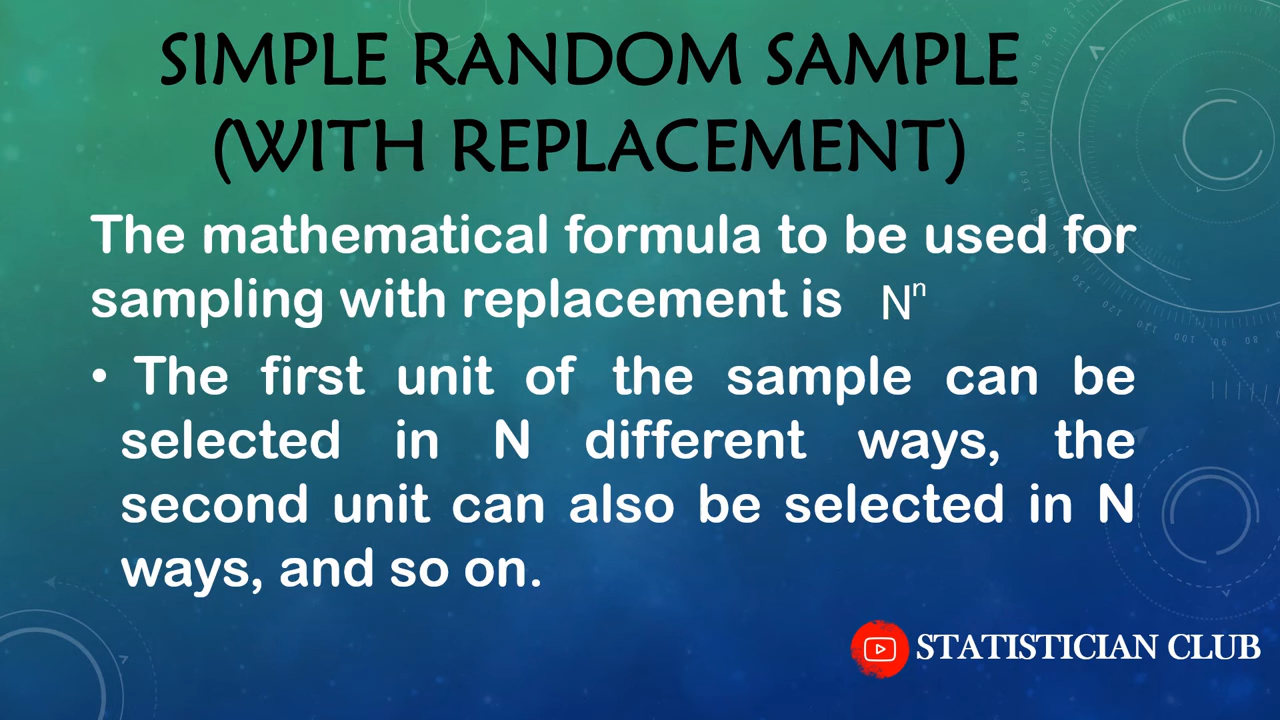 SIMPLE RANDOM SAMPLE
(WITH REPLACEMENT)
The mathematical formula to be used for
sampling with replacement is Nⁿ
• The first unit of the sample can be
selected in N different ways, the
second unit can also be selected in N
ways, and so on.
STATISTICIAN CLUB